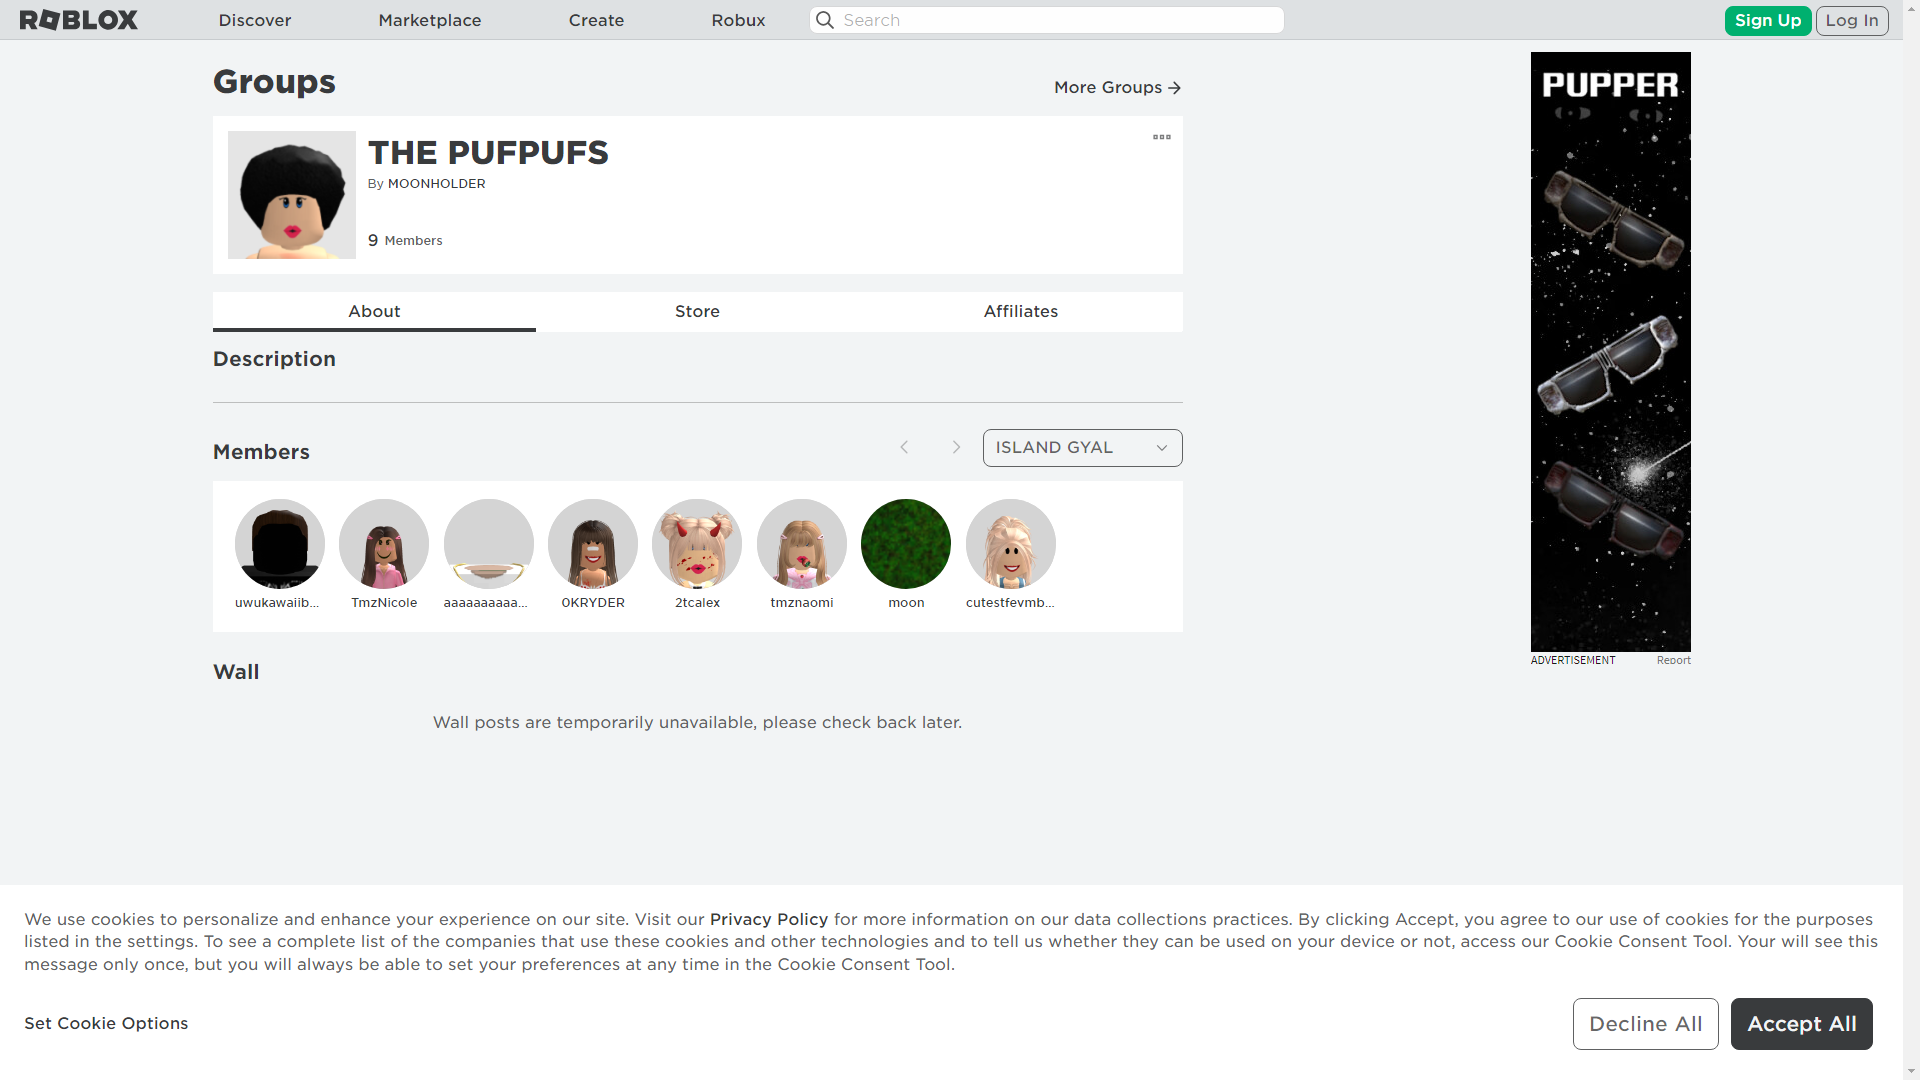 ROBLOX
Discover
Marketplace
Create
Robux
Search
Sign Up
Log In
Groups
More Groups
THE PUFPUFS
By MOONHOLDER
9 Members
About
Store
Affiliates
Description
Members
ISLAND GYAL
uwukawaiib...
TmzNicole
aaaaaaaaaa...
0KRYDER
2tcalex
tmznaomi
moon
cutestfevmb...
Wall
Wall posts are temporarily unavailable, please check back later.
PUPPER
ADVERTISEMENT
Report
We use cookies to personalize and enhance your experience on our site. Visit our Privacy Policy for more information on our data collections practices. By clicking Accept, you agree to our use of cookies for the purposes
listed in the settings. To see a complete list of the companies that use these cookies and other technologies and to tell us whether they can be used on your device or not, access our Cookie Consent Tool. Your will see this
message only once, but you will always be able to set your preferences at any time in the Cookie Consent Tool.
Set Cookie Options
Decline All
Accept All